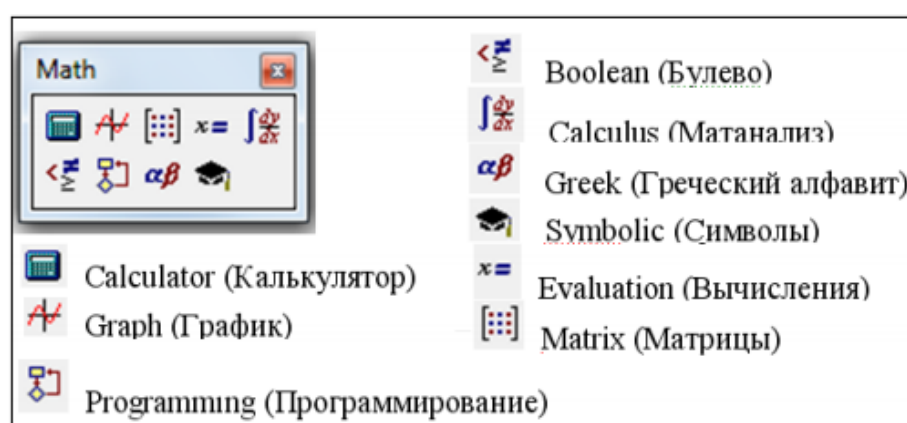 Math
Boolean (Булево)
Calculus (Матанализ)
Greek (Греческий алфавит)
Symbolic (Символы)
Calculator (Калькулятор)
Evaluation (Вычисления)
Graph (График)
Matrix (Матрицы)
Programming (Программирование)